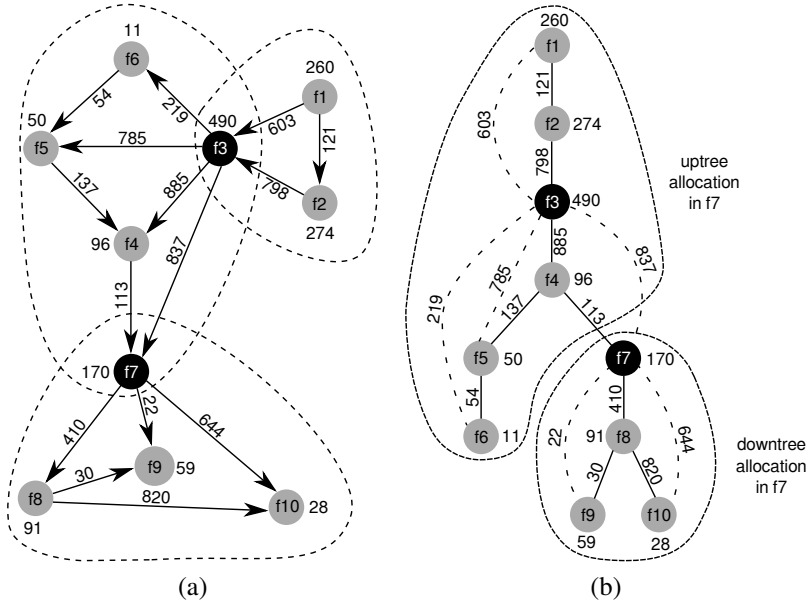 11
f6
260
f1
54
219
490
603
50
785
f3
121
f5
798
137
885
f2
274
96
f4
837
113
170
f7
22
410
644
30
f9
59
f8
820
f10
28
91
(a)
260
f1
121
603
f2
274
798
uptree
allocation
in f7
f3
490
885
837
785
219
f4
96
137
113
f5
50
f7
170
54
410
f6
11
22
91
f8
644
downtree
allocation
in f7
30
820
f9
f10
59
28
(b)